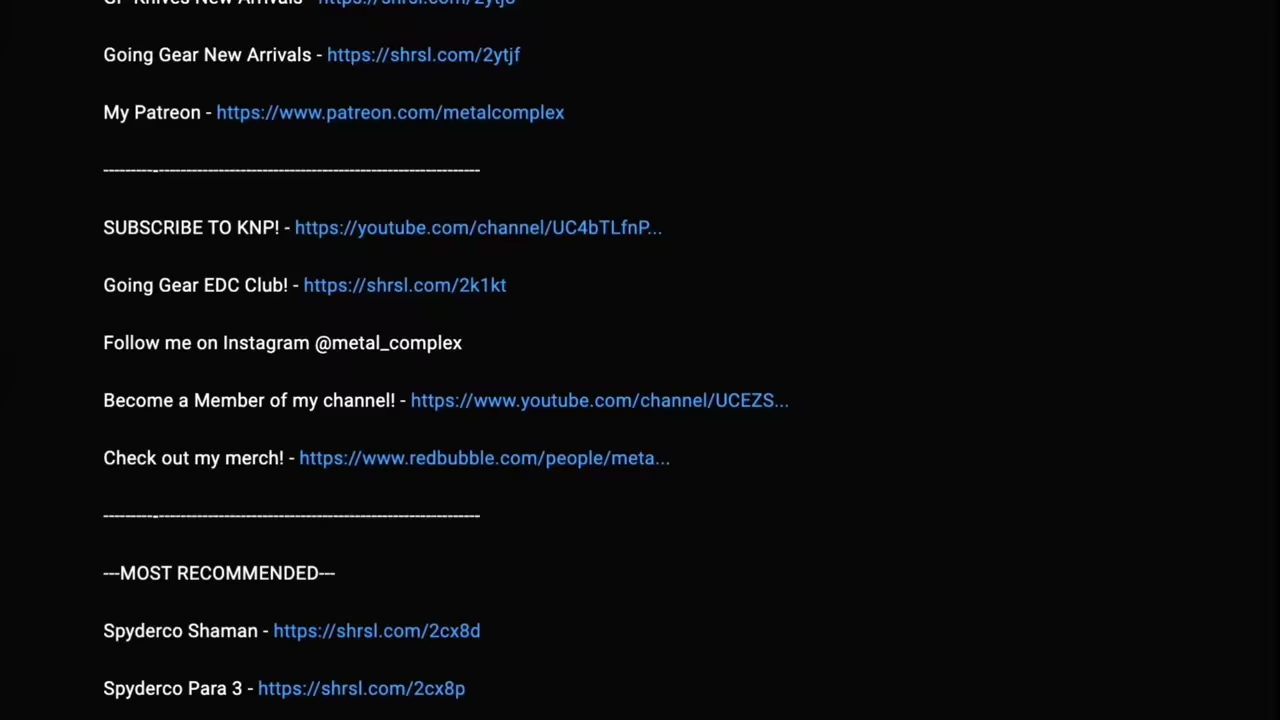 Knives New Arrivals -
Going Gear New Arrivals - https://shrsl.com/2ytjf
My Patreon - https://www.patreon.com/metalcomplex
---------------------------------------------------------------------
SUBSCRIBE TO KNP! - https://youtube.com/channel/UC4bTLfnP...
Going Gear EDC Club! - https://shrsl.com/2k1kt
Follow me on Instagram @metal_complex
Become a Member of my channel! - https://www.youtube.com/channel/UCEZS...
Check out my merch! - https://www.redbubble.com/people/meta...
---------------------------------------------------------------------
---MOST RECOMMENDED---
Spyderco Shaman - https://shrsl.com/2cx8d
Spyderco Para 3 - https://shrsl.com/2cx8p